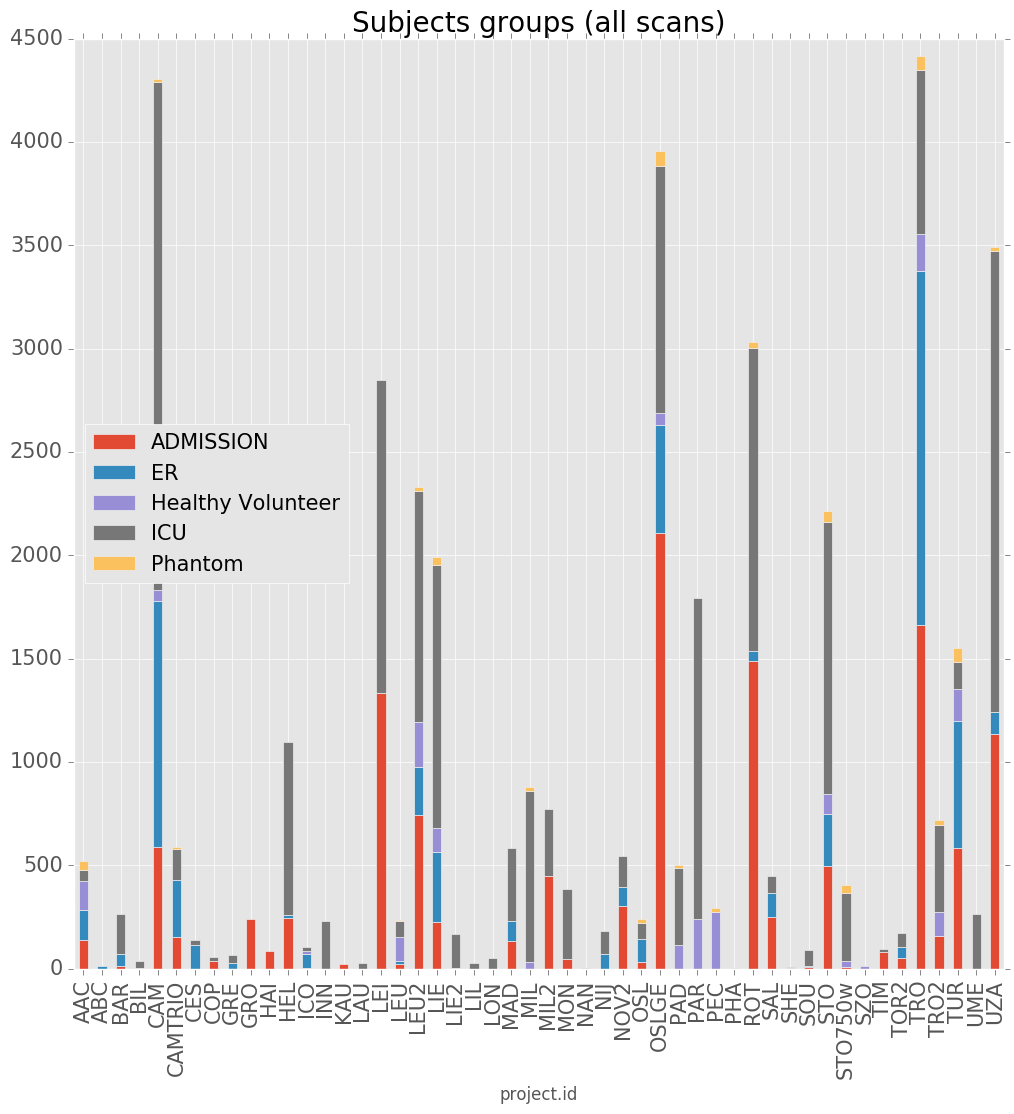 Subjects groups (all scans)
4500
4000
3500
3000
2500
2000
1500
1000
500
0
ADMISSION
ER
Healthy Volunteer
ICU
Phantom
AAC
ABC
BAR
BIL
CAM
CAMTRIO
CES
COP
GRE
GRO
HAI
HEL
ICO
INN
KAU
LAU
LEI
LEU
LEU2
LIE
LIE2
LIL
LON
MAD
MIL
MIL2
MON
NAN
NIJ
NOV2
OSL
OSLGE
PAD
PAR
PEC
PHA
ROT
SAL
SHE
SOU
STO
STO750w
SZO
TIM
TOR2
TRO
TRO2
TUR
UME
UZA
project.id